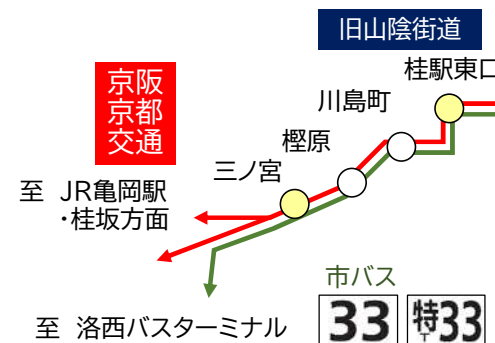 旧山陰街道
桂駅東口
川島町
樫原
三ノ宮
京阪
京都
交通
至 JR亀岡駅
・桂坂方面
市バス
33 特33
至 洛西バスターミナル